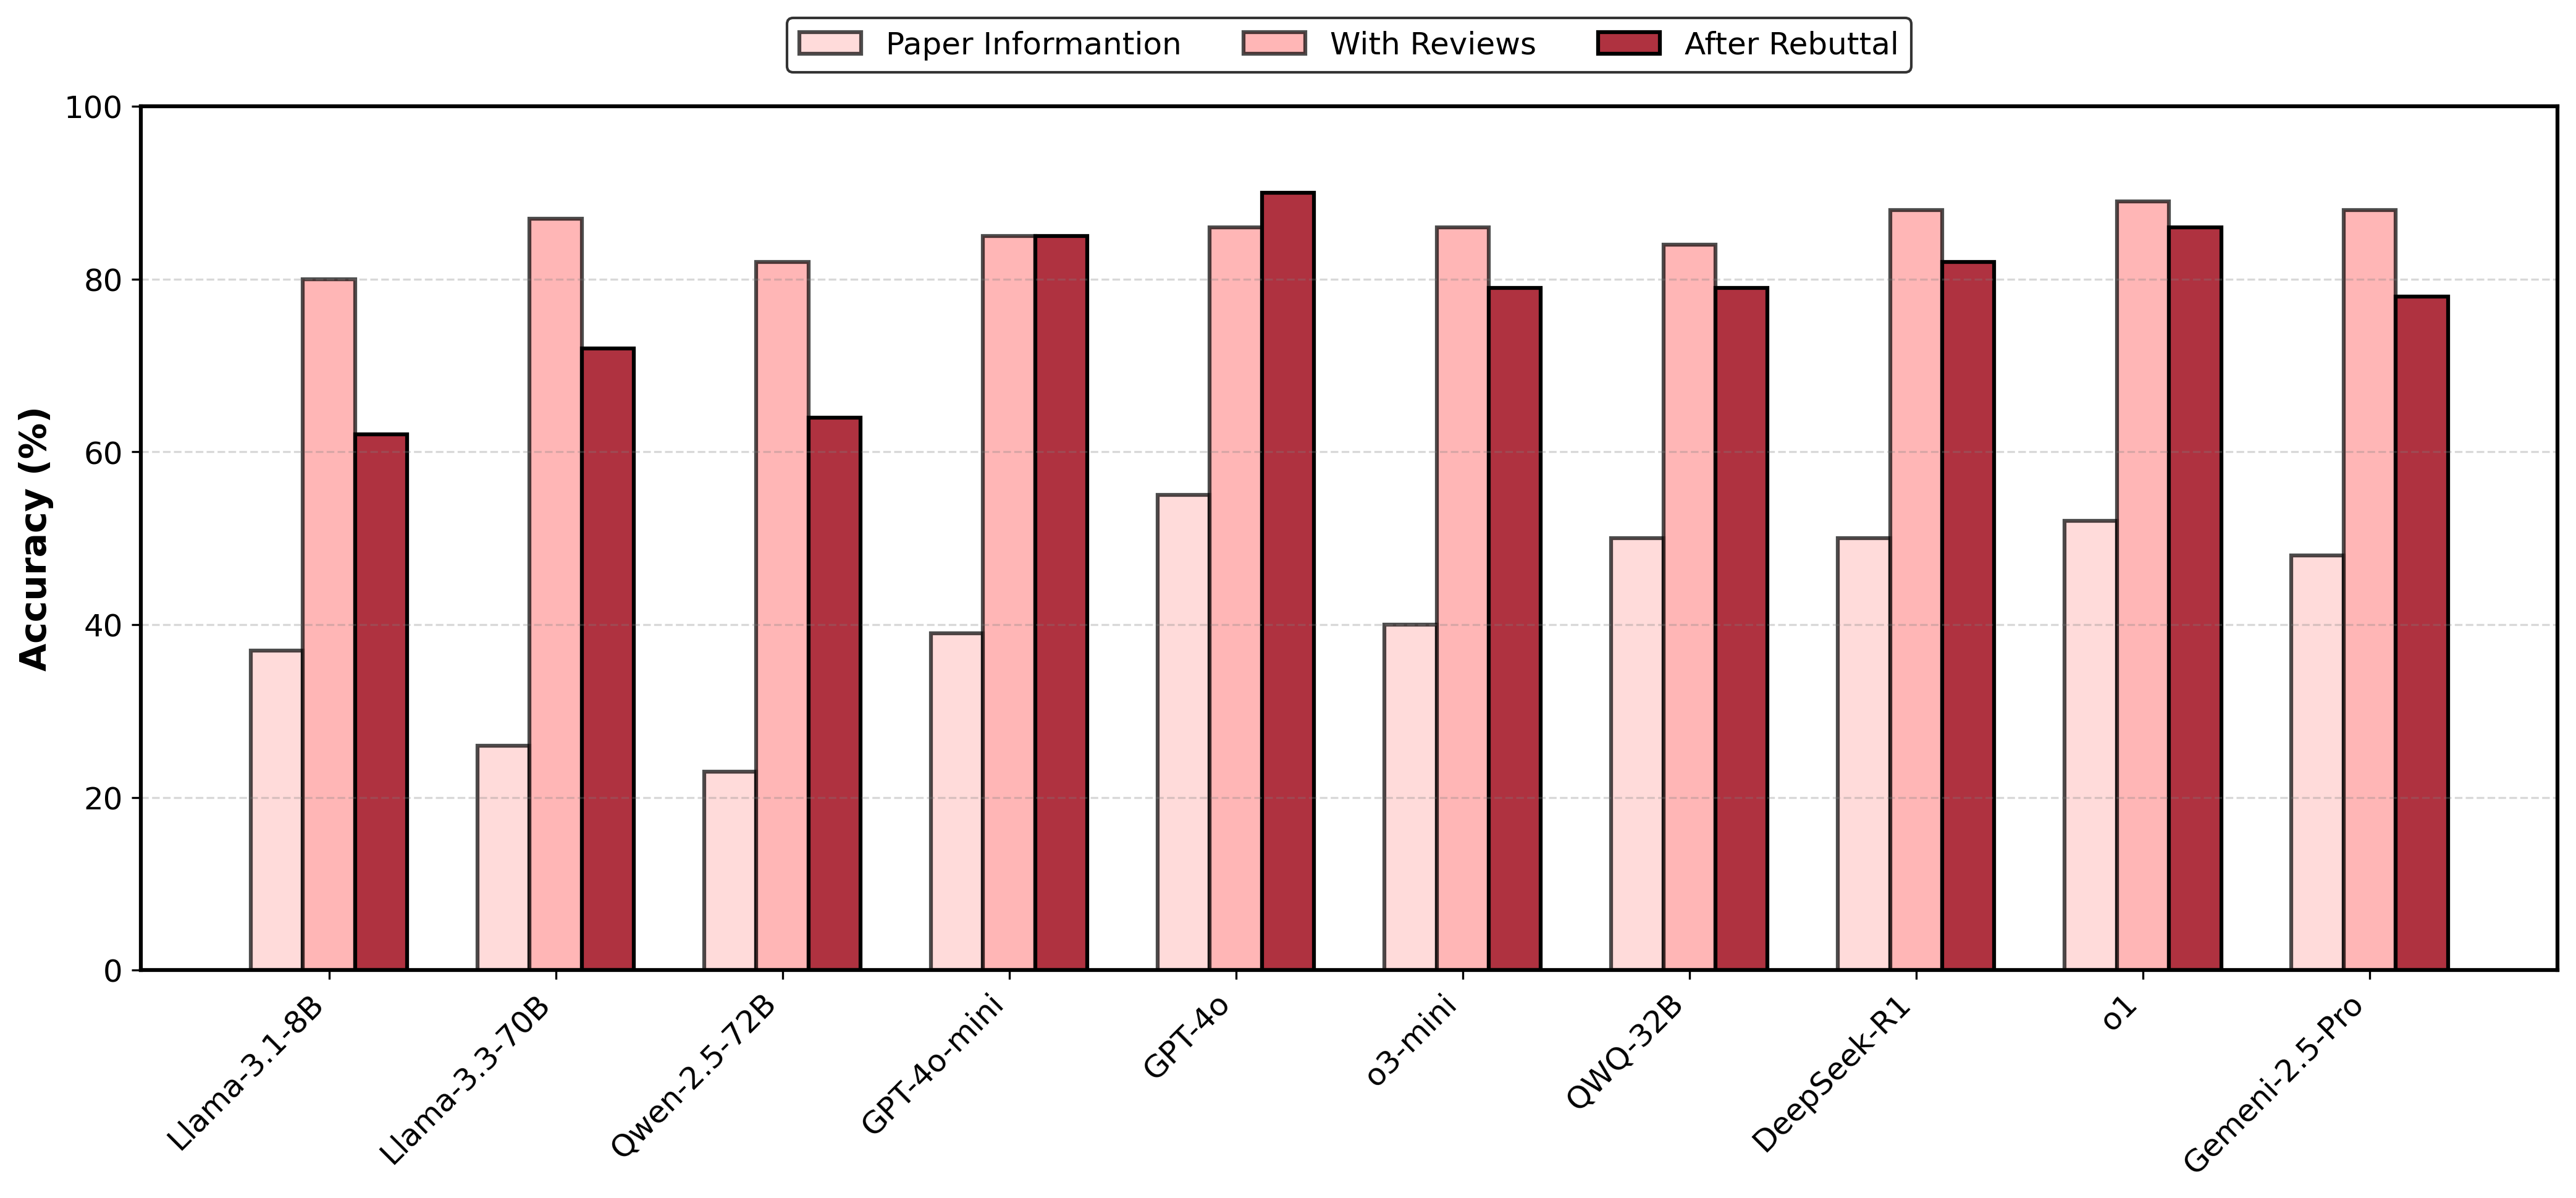 Paper Informantion With Reviews After Rebuttal
Accuracy (%)
100
80
60
40
20
0
Llama-3.1-8B
Llama-3.3-70B
Qwen-2.5-72B
GPT-4o-mini
GPT-4o
o3-mini
QWQ-32B
DeepSeek-R1
o1
Gemeni-2.5-Pro